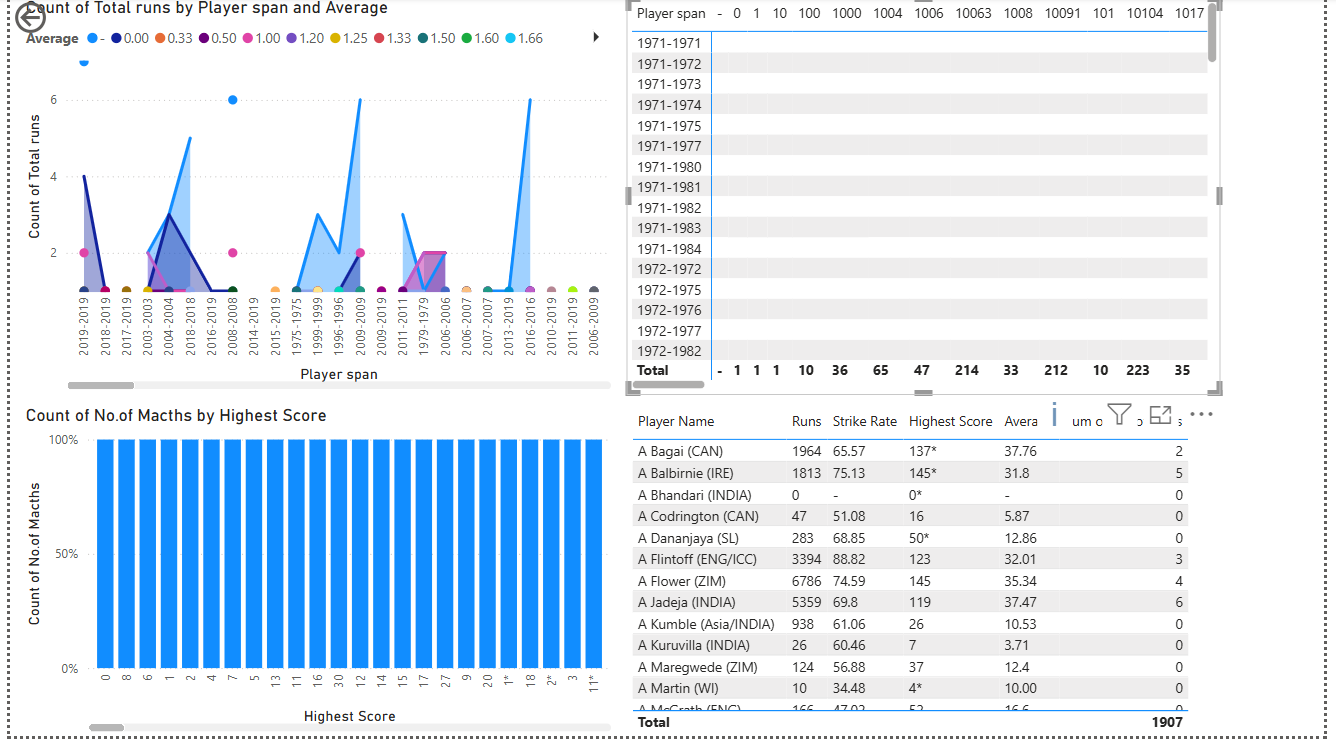 Count of Total runs by Player span and Average
Average - 0.00 0.33 0.50 1.00 1.20 1.25 1.33 1.50 1.60 1.66
Count of Total runs
6
4
2
2019-2019
2018-2019
2017-2019
2003-2003
2004-2004
2018-2018
2016-2019
2008-2008
2014-2019
2015-2019
1975-1975
1999-1999
1996-1996
2009-2009
2009-2019
2011-2011
1979-1979
2006-2006
2006-2007
2007-2007
2013-2019
2016-2016
2010-2019
2011-2019
2006-2009
Player span
Player span - 0 1 10 100 1000 1004 1006 10063 1008 10091 101 10104 1017
1971-1971
1971-1972
1971-1973
1971-1974
1971-1975
1971-1977
1971-1980
1971-1981
1971-1982
1971-1983
1971-1984
1972-1972
1972-1975
1972-1976
1972-1977
1972-1982
Total - 1 1 1 10 36 65 47 214 33 212 10 223 35
Count of No.of Macths by Highest Score
Count of No.of Macths
100%
50%
0%
0 8 6 1 2 4 7 5 13 11 16 30 12 14 15 17 27 9 20 1* 18 2* 3 11*
Highest Score
Player Name Runs Strike Rate Highest Score Avera um o s
A Bagai (CAN) 1964 65.57 137* 37.76 2
A Balbirnie (IRE) 1813 75.13 145* 31.8 5
A Bhandari (INDIA) 0 - 0* - 0
A Codrington (CAN) 47 51.08 16 5.87 0
A Dananjaya (SL) 283 68.85 50* 12.86 0
A Flintoff (ENG/ICC) 3394 88.82 123 32.01 3
A Flower (ZIM) 6786 74.59 145 35.34 4
A Jadeja (INDIA) 5359 69.8 119 37.47 6
A Kumble (Asia/INDIA) 938 61.06 26 10.53 0
A Kuruvilla (INDIA) 26 60.46 7 3.71 0
A Maregwede (ZIM) 124 56.88 37 12.4 0
A Martin (WI) 10 34.48 4* 10.00 0
A McGrath (ENG) 166 47.02 52 16.6 0
Total 1907